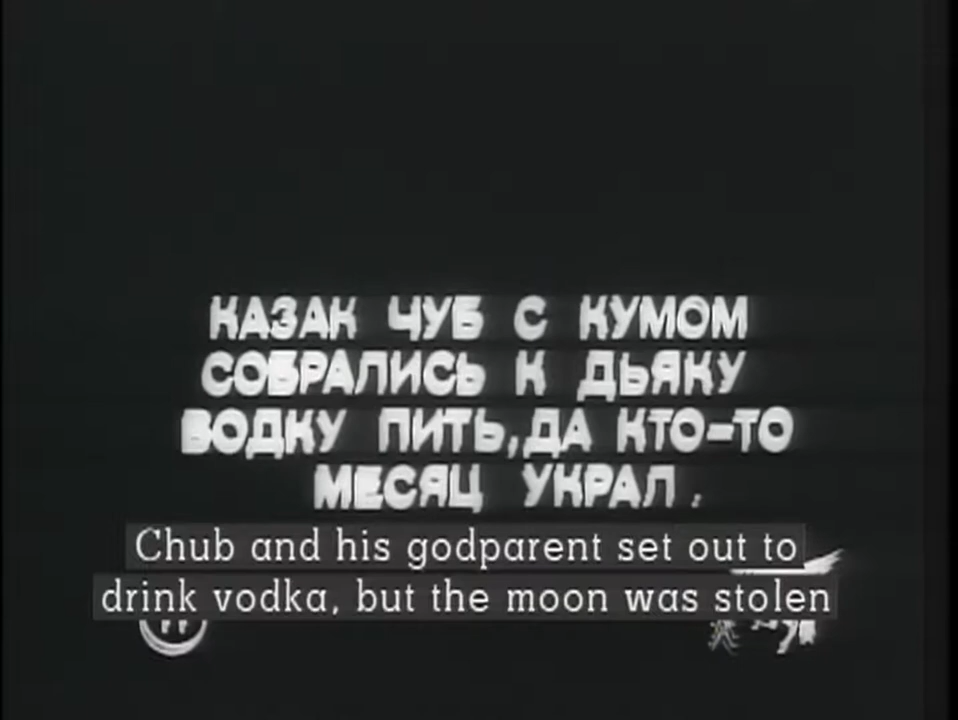 КАЗАК ЧУБ С КУМОМ
СОБРАЛИСЬ К ДЬЯКУ
ВОДКУ ПИТЬ, ДА КТО-ТО
МЕСЯЦ УКРАЛ.
Chub and his godparent set out to
drink vodka, but the moon was stolen